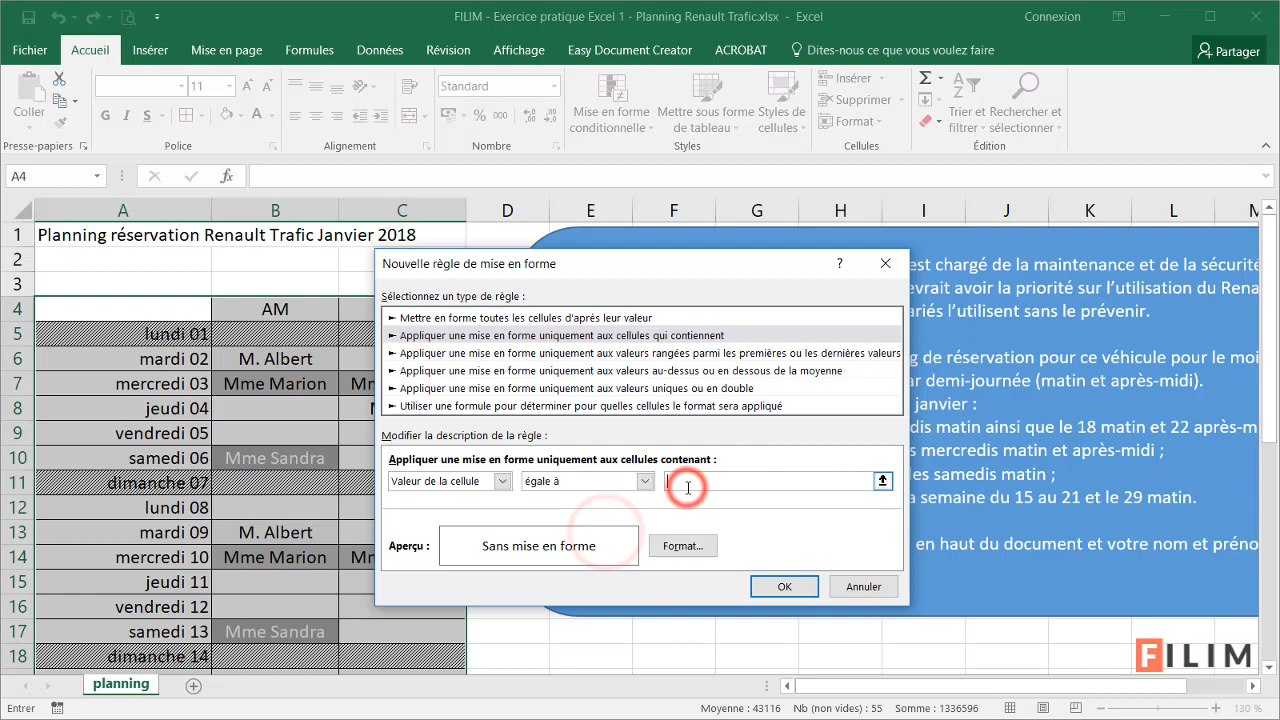 FILIM - Exercice pratique Excel 1 - Planning Renault Trafic.xlsx - Excel
Connexion
Fichier Accueil Insérer Mise en page Formules Données Révision Affichage Easy Document Creator ACROBAT Dites-nous ce que vous voulez faire Partager
Coller
11
Standard
Mise en forme conditionnelle
Mettre sous forme de tableau
Styles de cellules
Insérer
Supprimer
Format
Trier et filtrer
Rechercher et sélectionner
G I S
% 000
Presse-papiers Police Alignement Nombre Styles Cellules Édition
A4 fx
A B C D E F G H I J K L M
1 Planning réservation Renault Trafic Janvier 2018
2
3
4 AM
5 lundi 01
6 mardi 02 M. Albert
7 mercredi 03 Mme Marion
8 jeudi 04
9 vendredi 05
10 samedi 06 Mme Sandra
11 dimanche 07
12 lundi 08
13 mardi 09 M. Albert
14 mercredi 10 Mme Marion
15 jeudi 11
16 vendredi 12
17 samedi 13 Mme Sandra
18 dimanche 14
Nouvelle règle de mise en forme ?
Sélectionnez un type de règle :
► Mettre en forme toutes les cellules d'après leur valeur
► Appliquer une mise en forme uniquement aux cellules qui contiennent
► Appliquer une mise en forme uniquement aux valeurs rangées parmi les premières ou les dernières valeurs
► Appliquer une mise en forme uniquement aux valeurs au-dessus ou en dessous de la moyenne
► Appliquer une mise en forme uniquement aux valeurs uniques ou en double
► Utiliser une formule pour déterminer pour quelles cellules le format sera appliqué
Modifier la description de la règle :
Appliquer une mise en forme uniquement aux cellules contenant :
Valeur de la cellule égale à
Aperçu : Sans mise en forme Format...
OK Annuler
est chargé de la maintenance et de la sécurité
evrait avoir la priorité sur l'utilisation du Rena
ariés l'utilisent sans le prévenir.
g de réservation pour ce véhicule pour le moi
ar demi-journée (matin et après-midi).
janvier :
dis matin ainsi que le 18 matin et 22 après-m
s mercredis matin et après-midi ;
les samedis matin ;
a semaine du 15 au 21 et le 29 matin.
en haut du document et votre nom et préno
FILIM
planning
Entrer Moyenne : 43116 Nb (non vides) : 55 Somme : 1336596 130 %